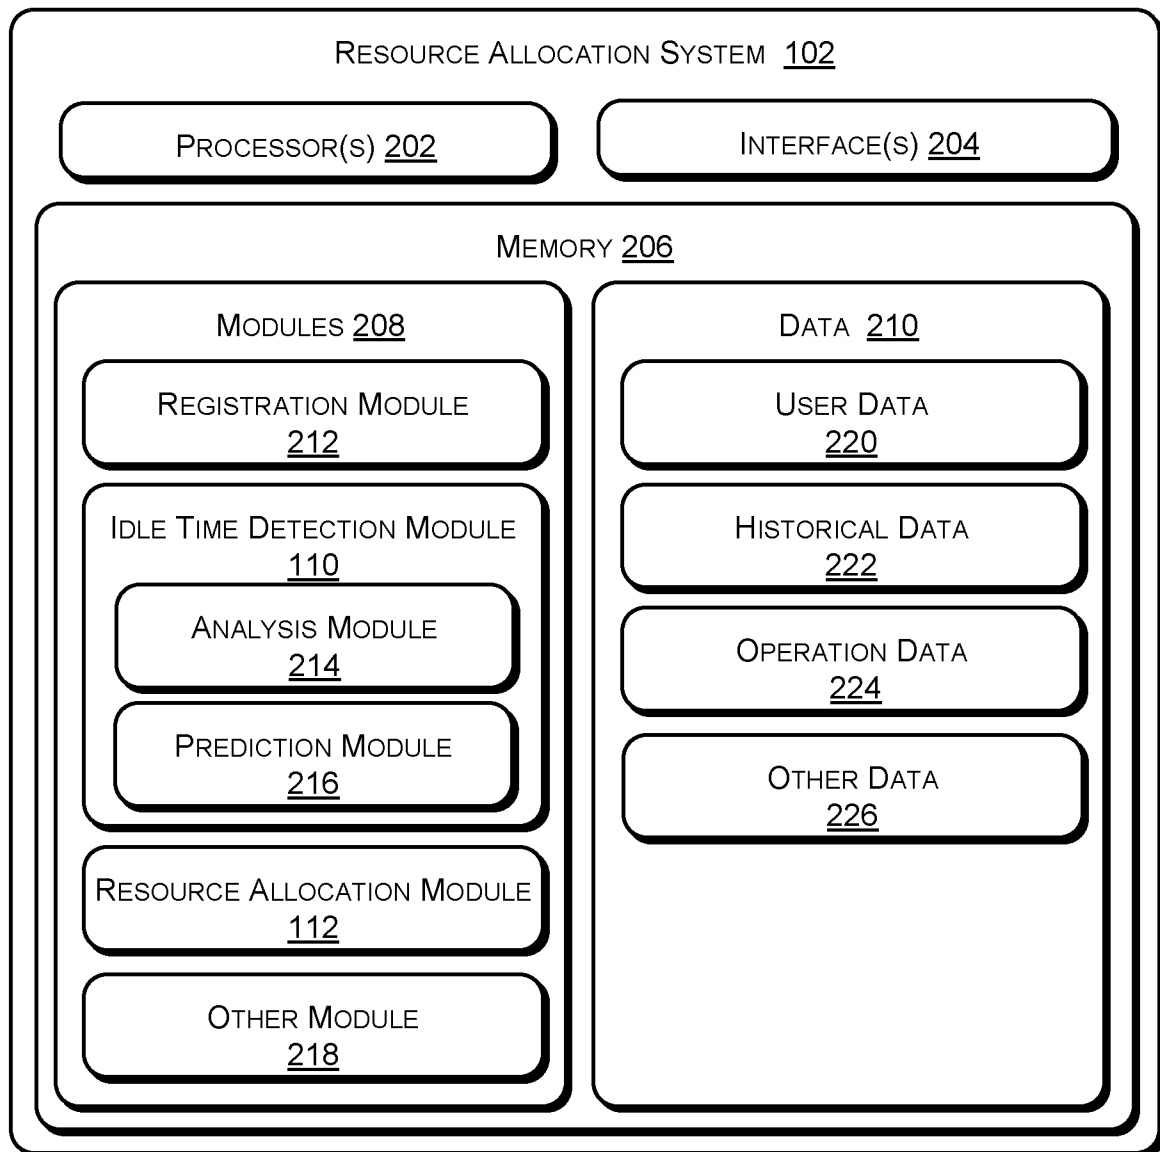 RESOURCE ALLOCATION SYSTEM 102
PROCESSOR(S) 202
INTERFACE(S) 204
MEMORY 206
MODULES 208
REGISTRATION MODULE
212
IDLE TIME DETECTION MODULE
110
ANALYSIS MODULE
214
PREDICTION MODULE
216
RESOURCE ALLOCATION MODULE
112
OTHER MODULE
218
DATA 210
USER DATA
220
HISTORICAL DATA
222
OPERATION DATA
224
OTHER DATA
226